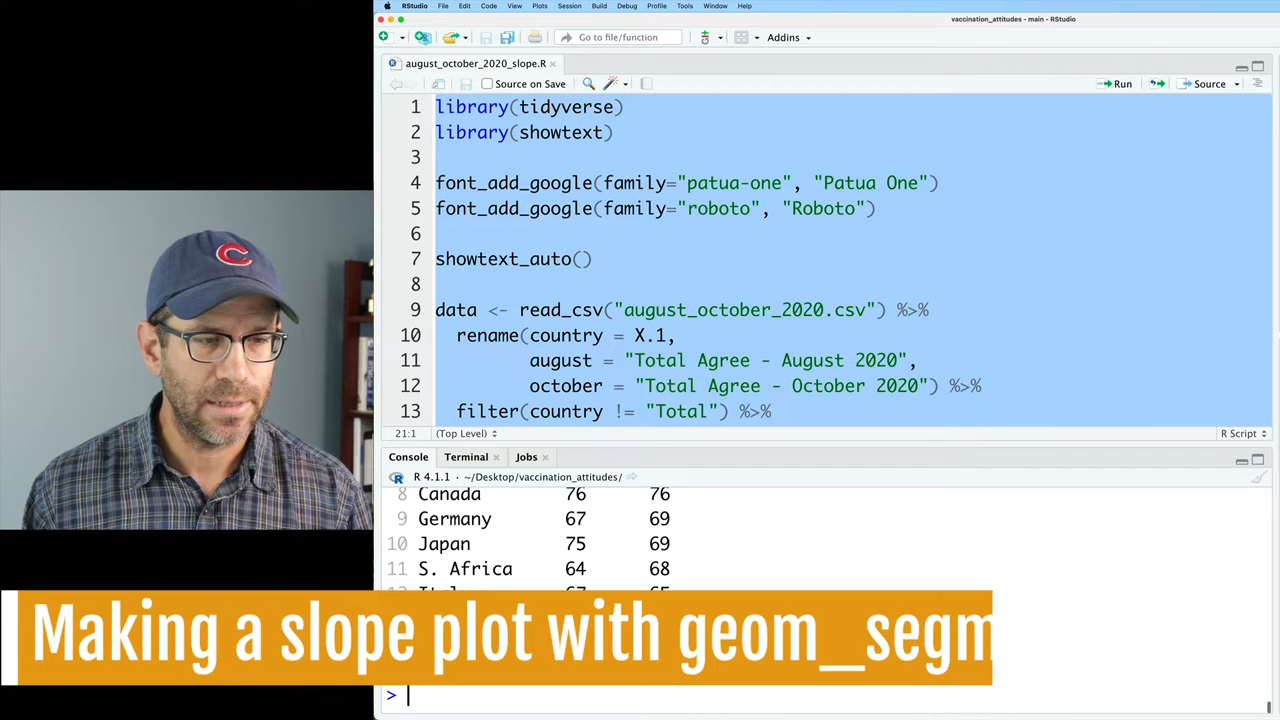 RStudio File Edit Code View Plots Session Build Debug Profile Tools Window Help
vaccination_attitudes - main - RStudio
Go to file/function Addins
august_october_2020_slope.R
Source on Save Run Source
1 library(tidyverse)
2 library(showtext)
3
4 font_add_google(family="patua-one", "Patua One")
5 font_add_google(family="roboto", "Roboto")
6
7 showtext_auto()
8
9 data <- read_csv("august_october_2020.csv") %>%
10 rename(country = X.1,
11 august = "Total Agree - August 2020",
12 october = "Total Agree - October 2020") %>%
13 filter(country != "Total") %>%
21:1 (Top Level) R Script
Console Terminal Jobs
R 4.1.1 · ~/Desktop/vaccination_attitudes/
8 Canada 76 76
9 Germany 67 69
10 Japan 75 69
11 S. Africa 64 68
Making a slope plot with geom_segm
>
C